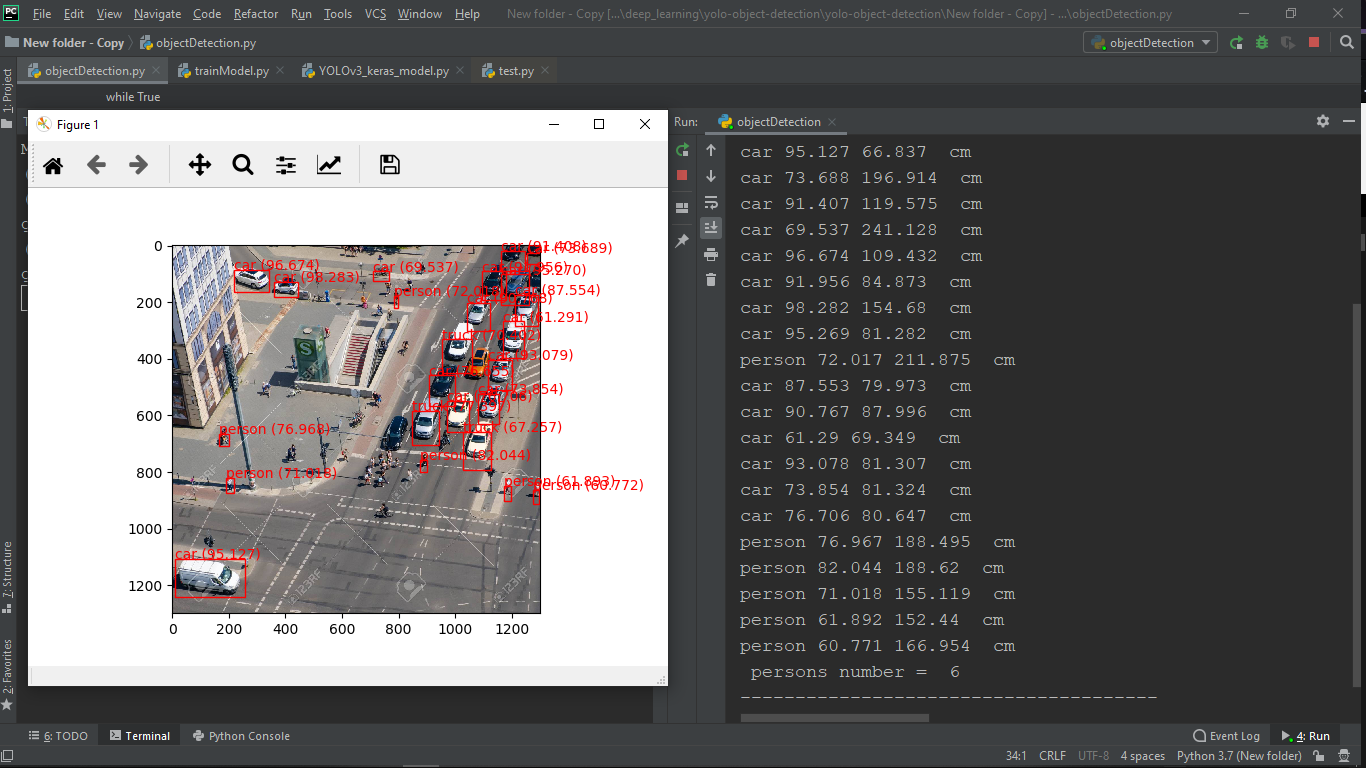 PC File Edit View Navigate Code Refactor Run Tools VCS Window Help New folder - Copy [...\deep_learning\yolo-object-detection\yolo-object-detection\New folder - Copy] - ...\objectDetection.py
New folder - Copy objectDetection.py objectDetection
objectDetection.py trainModel.py YOLOv3_keras_model.py test.py
while True
1: Project
7: Structure
2: Favorites
Figure 1
car (96.674)
car (98.283)
car (69.537)
person (72.018)
car (91.408)
car (73.689)
car (87.554)
car (61.291)
car (93.079)
car (73.854)
truck (67.257)
person (76.968)
person (82.044)
person (71.018)
person (61.893)
person (60.772)
car (95.127)
S
123RF
0
200
400
600
800
1000
1200
0 200 400 600 800 1000 1200
Run: objectDetection
car 95.127 66.837 cm
car 73.688 196.914 cm
car 91.407 119.575 cm
car 69.537 241.128 cm
car 96.674 109.432 cm
car 91.956 84.873 cm
car 98.282 154.68 cm
car 95.269 81.282 cm
person 72.017 211.875 cm
car 87.553 79.973 cm
car 90.767 87.996 cm
car 61.29 69.349 cm
car 93.078 81.307 cm
car 73.854 81.324 cm
car 76.706 80.647 cm
person 76.967 188.495 cm
person 82.044 188.62 cm
person 71.018 155.119 cm
person 61.892 152.44 cm
person 60.771 166.954 cm
persons number = 6
--------------------------------------
6: TODO Terminal Python Console Event Log 4: Run
34:1 CRLF UTF-8 4 spaces Python 3.7 (New folder)